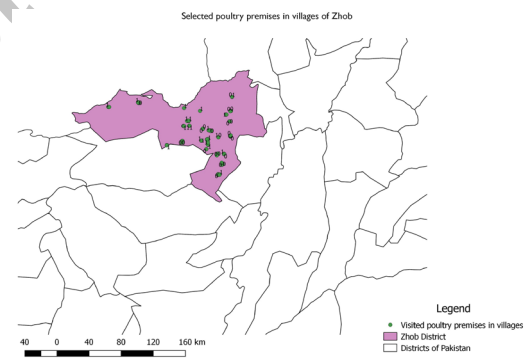 Selected poultry premises in villages of Zhob
Legend
Visited poultry premises in villages
Zhob District
Districts of Pakistan
40 0 40 80 120 160 km